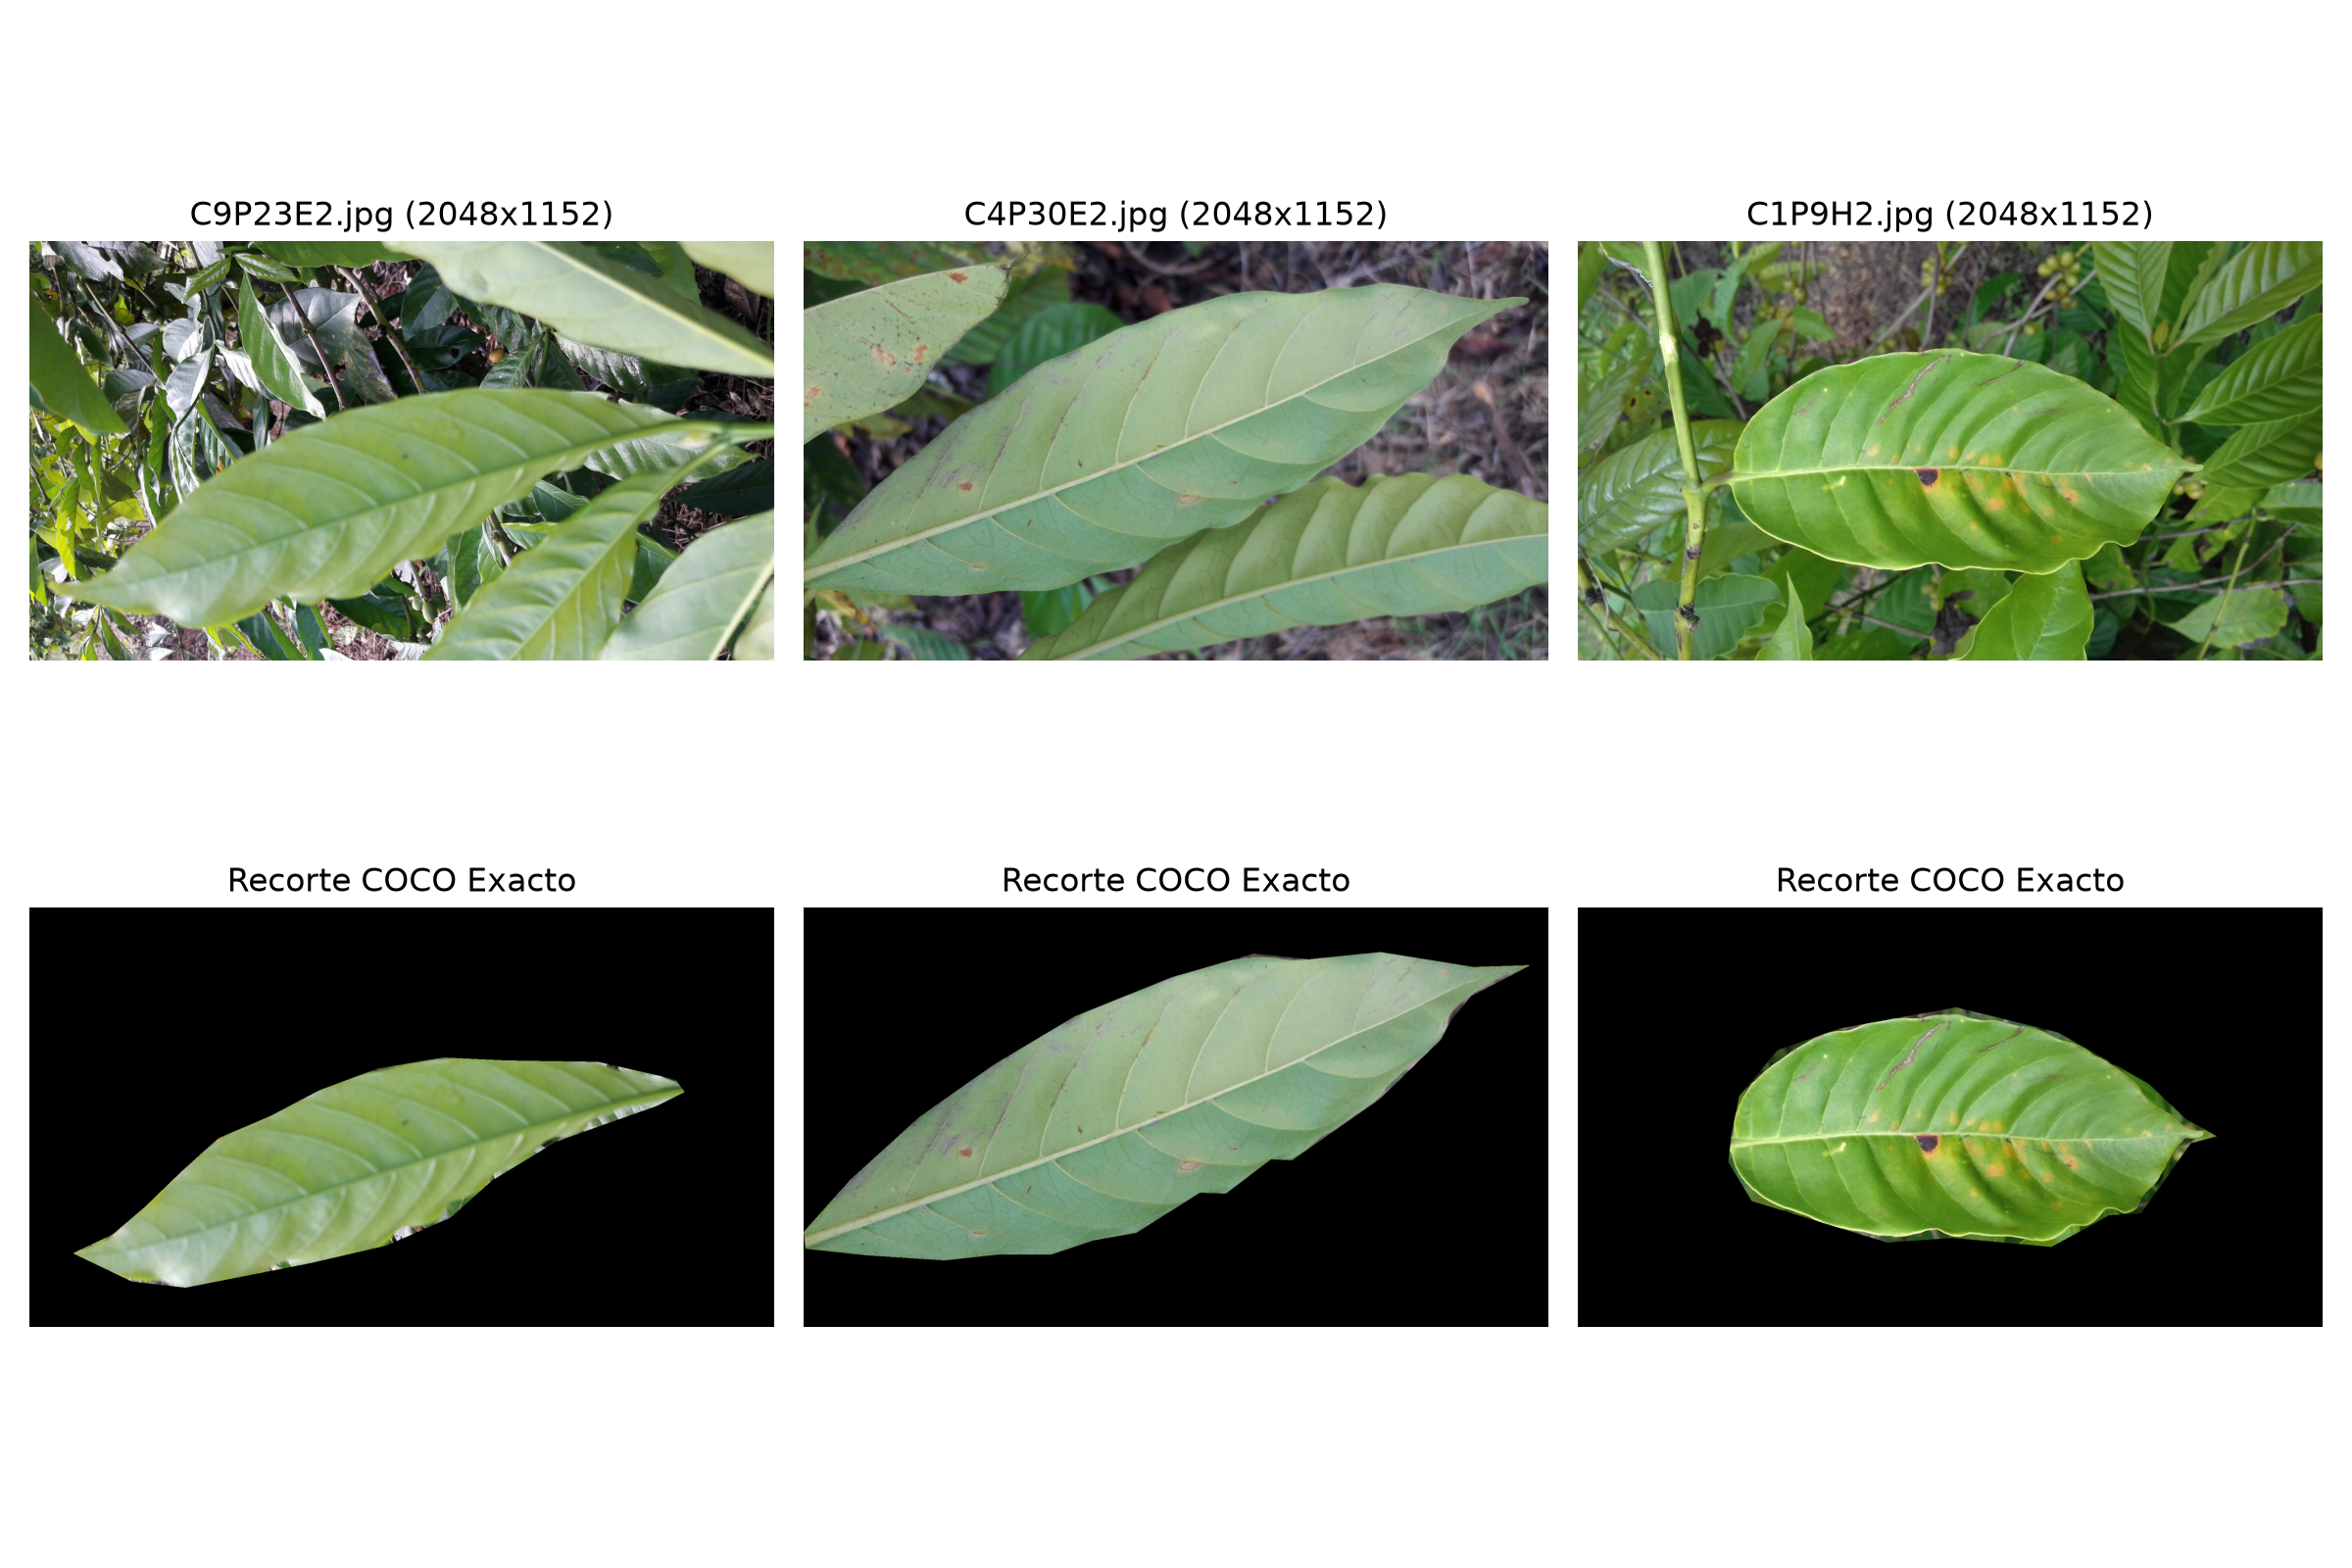 C9P23E2.jpg (2048x1152)
C4P30E2.jpg (2048x1152)
C1P9H2.jpg (2048x1152)
Recorte COCO Exacto
Recorte COCO Exacto
Recorte COCO Exacto